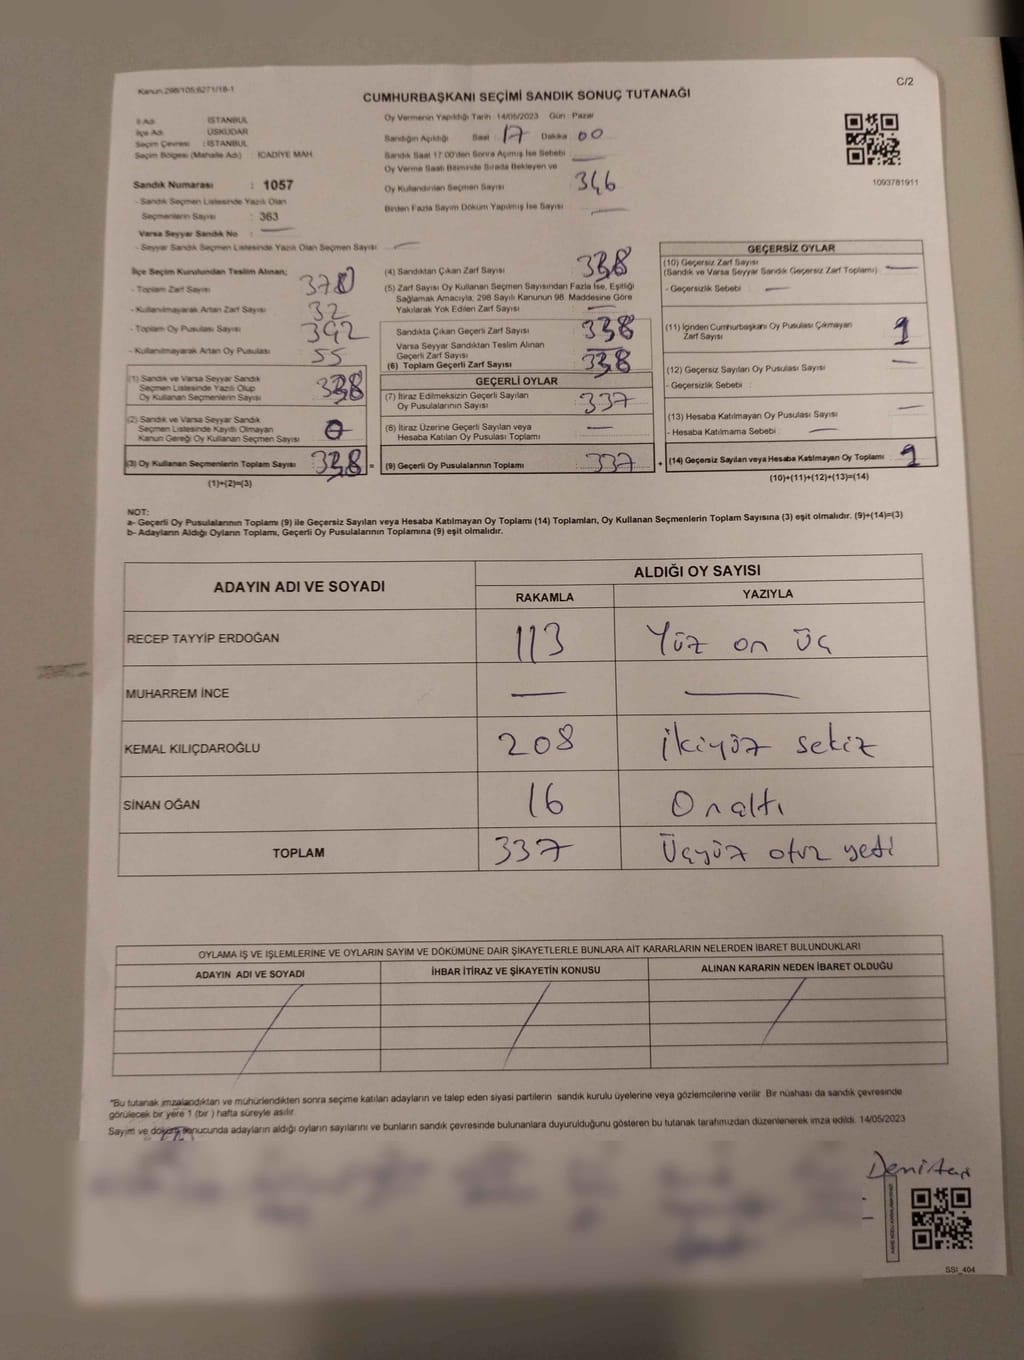 Kanun:298/105;6271/18-1
C/2
CUMHURBAŞKANI SEÇİMİ SANDIK SONUÇ TUTANAĞI
İl Adı : İSTANBUL
İlçe Adı : ÜSKÜDAR
Seçim Çevresi : İSTANBUL
Seçim Bölgesi (Mahalle Adı) : İCADİYE MAH.
Sandık Numarası : 1057
- Sandık Seçmen Listesinde Yazılı Olan
Seçmenlerin Sayısı : 363
Varsa Seyyar Sandık No : —
- Seyyar Sandık Seçmen Listesinde Yazılı Olan Seçmen Sayısı : —
Oy Vermenin Yapıldığı Tarih : 14/05/2023 Gün : Pazar
Sandığın Açıldığı Saat 17 Dakika 00
Sandık Saat 17:00'den Sonra Açılmış İse Sebebi : —
Oy Verme Saati Bitiminde Sırada Bekleyen ve
Oy Kullandırılan Seçmen Sayısı 346
Birden Fazla Sayım Döküm Yapılmış İse Sayısı : —
1093781911
İlçe Seçim Kurulundan Teslim Alınan;
- Toplam Zarf Sayısı : 370
- Kullanılmayarak Artan Zarf Sayısı : 32
- Toplam Oy Pusulası Sayısı : 392
- Kullanılmayarak Artan Oy Pusulası : 55
(1) Sandık ve Varsa Seyyar Sandık
Seçmen Listesinde Yazılı Olup
Oy Kullanan Seçmenlerin Sayısı 338
(2) Sandık ve Varsa Seyyar Sandık
Seçmen Listesinde Kaydı Olmayan
Kanun Gereği Oy Kullanan Seçmen Sayısı 0
(3) Oy Kullanan Seçmenlerin Toplam Sayısı 338 =
(1)+(2)=(3)
(4) Sandıktan Çıkan Zarf Sayısı 338
(5) Zarf Sayısı Oy Kullanan Seçmen Sayısından Fazla İse, Eşitliği
Sağlamak Amacıyla; 298 Sayılı Kanunun 98. Maddesine Göre
Yakılarak Yok Edilen Zarf Sayısı : —
Sandıkta Çıkan Geçerli Zarf Sayısı : 338
Varsa Seyyar Sandıktan Teslim Alınan
Geçerli Zarf Sayısı : —
(6) Toplam Geçerli Zarf Sayısı : 338
GEÇERLİ OYLAR
(7) İtiraz Edilmeksizin Geçerli Sayılan
Oy Pusulalarının Sayısı : 337
(8) İtiraz Üzerine Geçerli Sayılan veya
Hesaba Katılan Oy Pusulası Toplamı : —
(9) Geçerli Oy Pusulalarının Toplamı : 337 +
GEÇERSİZ OYLAR
(10) Geçersiz Zarf Sayısı
(Sandık ve Varsa Seyyar Sandık Geçersiz Zarf Toplamı) : —
- Geçersizlik Sebebi : —
(11) İçinden Cumhurbaşkanı Oy Pusulası Çıkmayan
Zarf Sayısı : 1
(12) Geçersiz Sayılan Oy Pusulası Sayısı : —
- Geçersizlik Sebebi :
(13) Hesaba Katılmayan Oy Pusulası Sayısı : —
- Hesaba Katılmama Sebebi : —
(14) Geçersiz Sayılan veya Hesaba Katılmayan Oy Toplamı : 1
(10)+(11)+(12)+(13)=(14)
NOT:
a- Geçerli Oy Pusulalarının Toplamı (9) ile Geçersiz Sayılan veya Hesaba Katılmayan Oy Toplamı (14) Toplamları, Oy Kullanan Seçmenlerin Toplam Sayısına (3) eşit olmalıdır. (9)+(14)=(3)
b- Adayların Aldığı Oyların Toplamı, Geçerli Oy Pusulalarının Toplamına (9) eşit olmalıdır.
ADAYIN ADI VE SOYADI ALDIĞI OY SAYISI
RAKAMLA YAZIYLA
RECEP TAYYİP ERDOĞAN 113 Yüz on üç
MUHARREM İNCE — —
KEMAL KILIÇDAROĞLU 208 ikiyüz sekiz
SİNAN OĞAN 16 Onaltı
TOPLAM 337 Üçyüz otuz yedi
OYLAMA İŞ VE İŞLEMLERİNE VE OYLARIN SAYIM VE DÖKÜMÜNE DAİR ŞİKAYETLERLE BUNLARA AİT KARARLARIN NELERDEN İBARET BULUNDUKLARI
ADAYIN ADI VE SOYADI İHBAR İTİRAZ VE ŞİKAYETİN KONUSU ALINAN KARARIN NEDEN İBARET OLDUĞU
*Bu tutanak imzalandıktan ve mühürlendikten sonra seçime katılan adayların ve talep eden siyasi partilerin sandık kurulu üyelerine veya gözlemcilerine verilir. Bir nüshası da sandık çevresinde
görülecek bir yere 1 (bir ) hafta süreyle asılır.
Sayım ve döküm sonucunda adayların aldığı oyların sayılarını ve bunların sandık çevresinde bulunanlara duyurulduğunu gösteren bu tutanak tarafımızdan düzenlenerek imza edildi. 14/05/2023
SSI_404